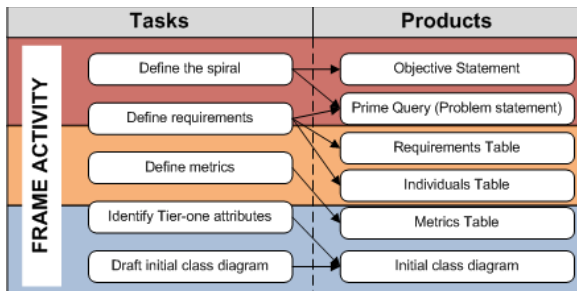 Tasks
Products
FRAME ACTIVITY
Define the spiral
Objective Statement
Define requirements
Prime Query (Problem statement)
Requirements Table
Define metrics
Individuals Table
Identify Tier-one attributes
Metrics Table
Draft initial class diagram
Initial class diagram